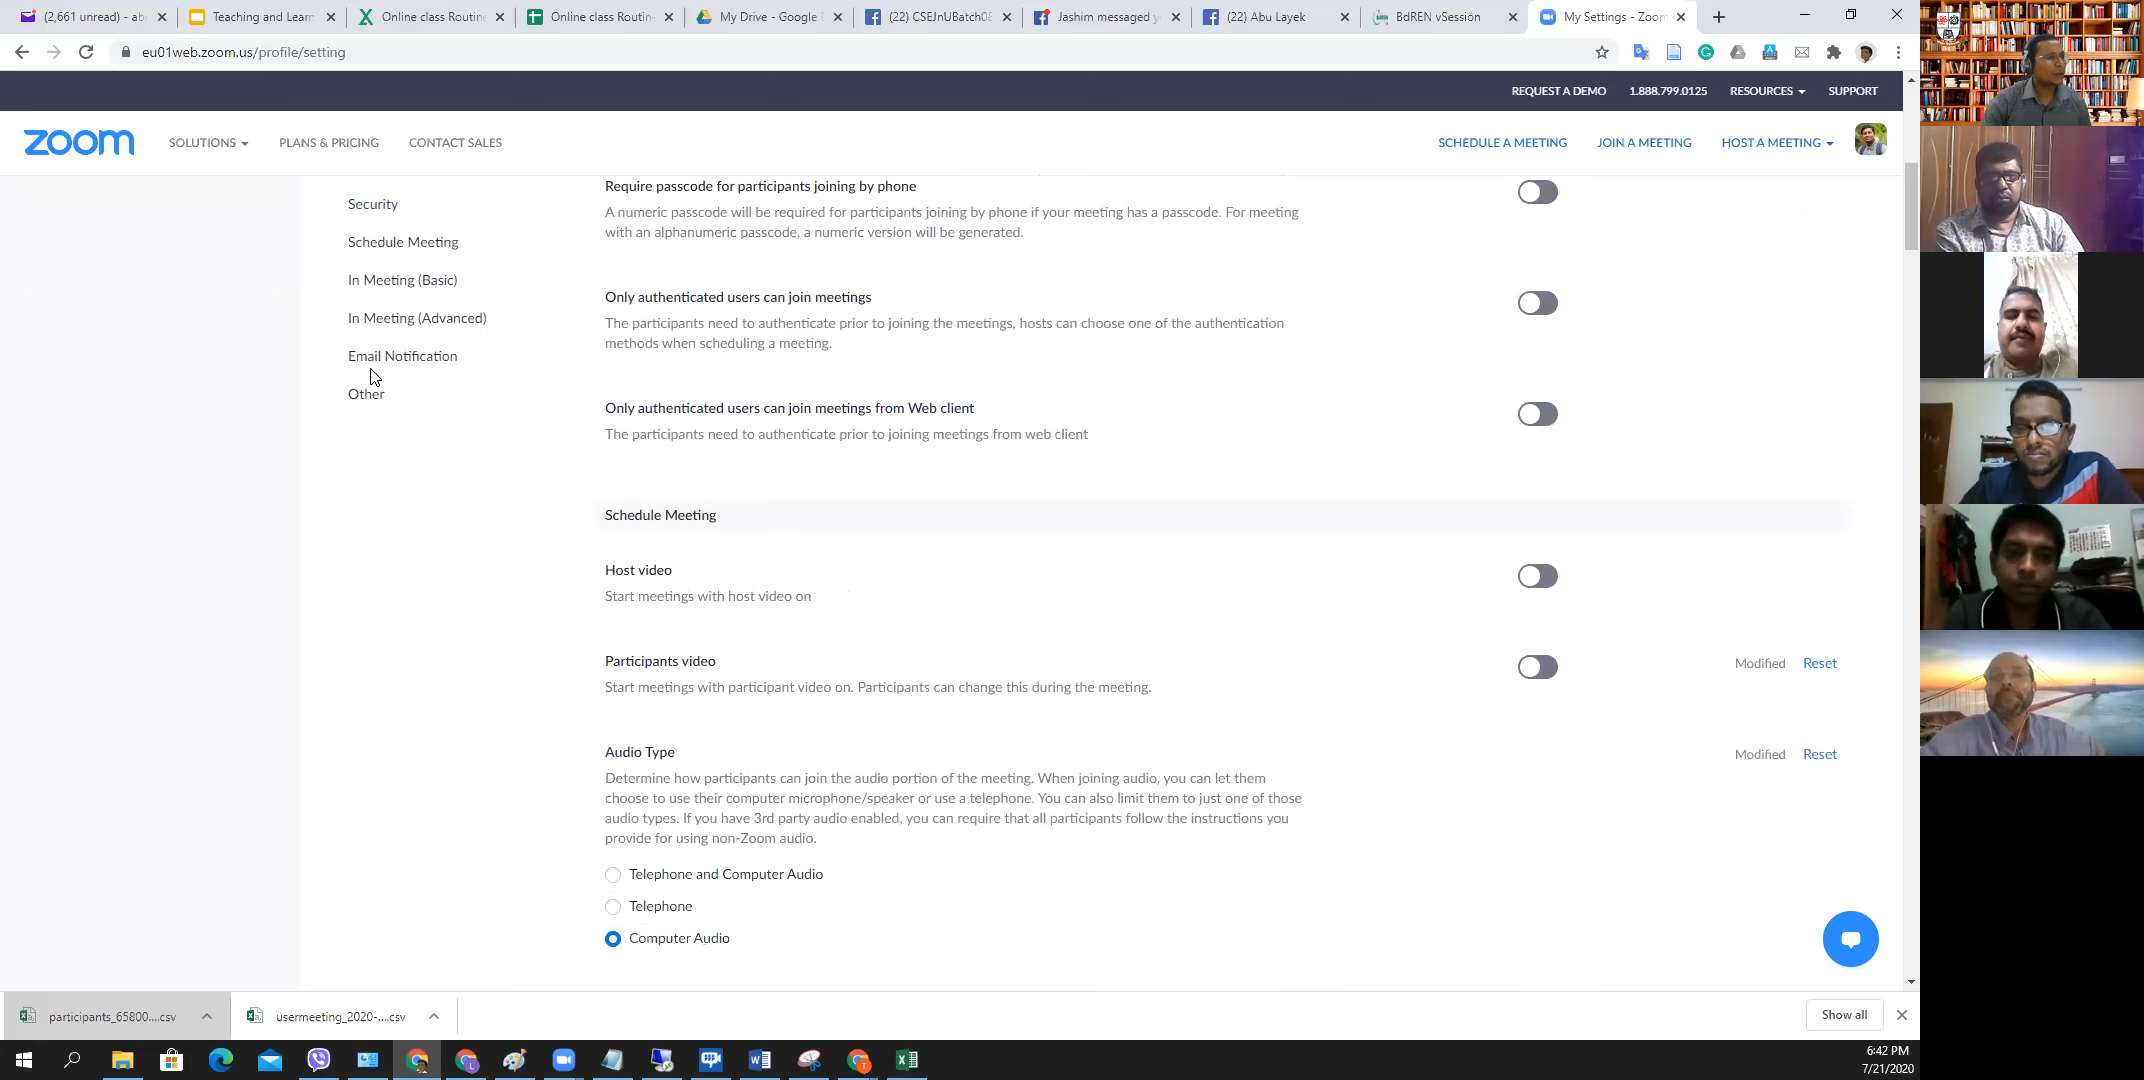 (2,661 unread) - ab
Teaching and Learn
Online class Routine
Online class Routin
My Drive - Google
(22) CSEJnUBatch08
Jashim messaged y
(22) Abu Layek
BdREN vSession
My Settings - Zoom
eu01web.zoom.us/profile/setting
REQUEST A DEMO
1.888.799.0125
RESOURCES
SUPPORT
zoom
SOLUTIONS
PLANS & PRICING
CONTACT SALES
SCHEDULE A MEETING
JOIN A MEETING
HOST A MEETING
Security
Schedule Meeting
In Meeting (Basic)
In Meeting (Advanced)
Email Notification
Other
Require passcode for participants joining by phone
A numeric passcode will be required for participants joining by phone if your meeting has a passcode. For meeting
with an alphanumeric passcode, a numeric version will be generated.
Only authenticated users can join meetings
The participants need to authenticate prior to joining the meetings, hosts can choose one of the authentication
methods when scheduling a meeting.
Only authenticated users can join meetings from Web client
The participants need to authenticate prior to joining meetings from web client
Schedule Meeting
Host video
Start meetings with host video on
Participants video
Modified Reset
Start meetings with participant video on. Participants can change this during the meeting.
Audio Type
Modified Reset
Determine how participants can join the audio portion of the meeting. When joining audio, you can let them
choose to use their computer microphone/speaker or use a telephone. You can also limit them to just one of those
audio types. If you have 3rd party audio enabled, you can require that all participants follow the instructions you
provide for using non-Zoom audio.
Telephone and Computer Audio
Telephone
Computer Audio
participants_65800....csv
usermeeting_2020-....csv
Show all
6:42 PM
7/21/2020